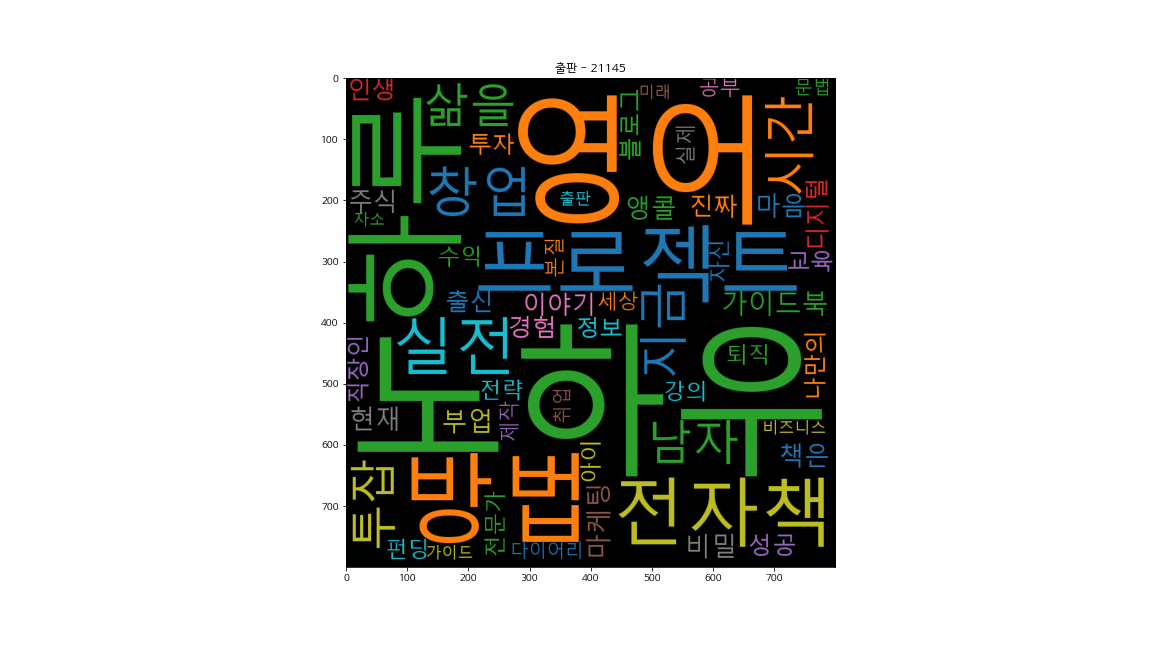 출판 - 21145
인생
삶을
영어
블로그
미래
공부
문법
하루
투자
실제
시간
창업
출판
주식
자소
앵콜
진짜
마음
디지털
수익
본질
프로젝트
자신
교육
출신
이야기
세상
지금
가이드북
실전
경험
정보
퇴직
직장인
노하우
전략
취업
강의
나만의
현재
부업
제작
남자
비즈니스
투잡
방법
아이
전자책
펀딩
가이드
전문가
다이어리
마케팅
비밀
성공
0
100
200
300
400
500
600
700
0 100 200 300 400 500 600 700